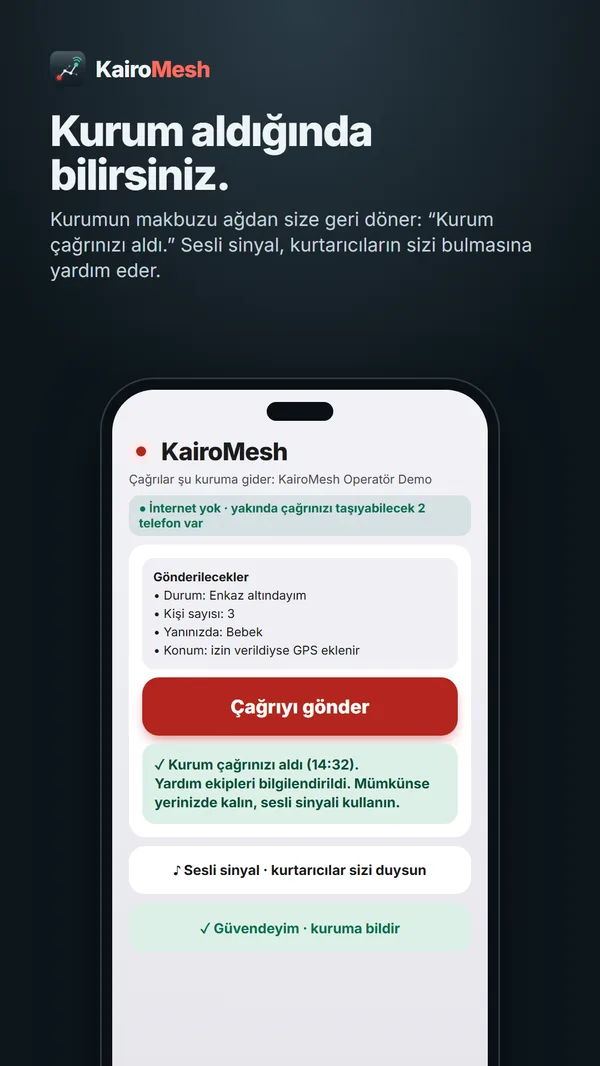 KairoMesh
Kurum aldığında
bilirsiniz.
Kurumun makbuzu ağdan size geri döner: “Kurum
çağrınızı aldı.” Sesli sinyal, kurtarıcıların sizi bulmasına
yardım eder.
KairoMesh
Çağrılar şu kuruma gider: KairoMesh Operatör Demo
● İnternet yok · yakında çağrınızı taşıyabilecek 2
telefon var
Gönderilecekler
• Durum: Enkaz altındayım
• Kişi sayısı: 3
• Yanınızda: Bebek
• Konum: izin verildiyse GPS eklenir
Çağrıyı gönder
✓ Kurum çağrınızı aldı (14:32).
Yardım ekipleri bilgilendirildi. Mümkünse
yerinizde kalın, sesli sinyali kullanın.
♪ Sesli sinyal · kurtarıcılar sizi duysun
✓ Güvendeyim · kuruma bildir